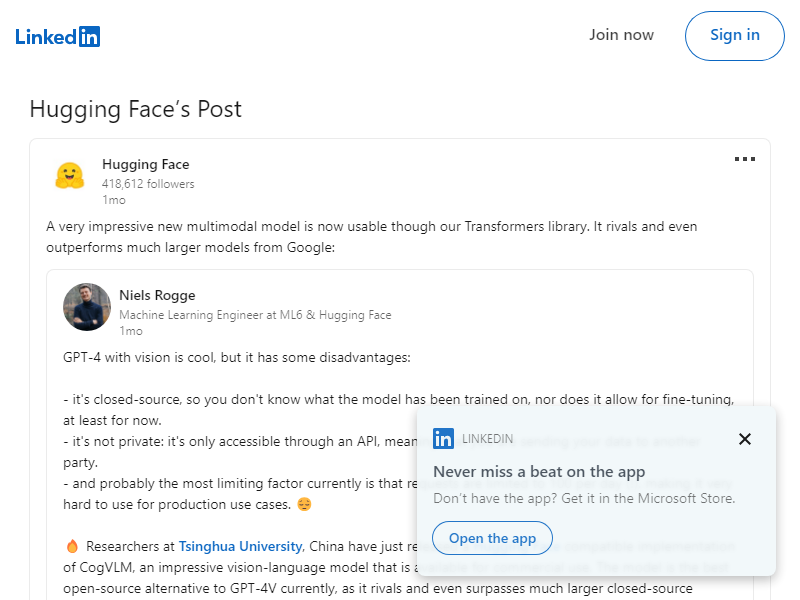 LinkedIn
Join now
Sign in
Hugging Face’s Post
Hugging Face
418,612 followers
1mo
A very impressive new multimodal model is now usable though our Transformers library. It rivals and even
outperforms much larger models from Google:
Niels Rogge
Machine Learning Engineer at ML6 & Hugging Face
1mo
GPT-4 with vision is cool, but it has some disadvantages:
- it's closed-source, so you don't know what the model has been trained on, nor does it allow for fine-tuning,
at least for now.
- it's not private: it's only accessible through an API,
party.
- and probably the most limiting factor currently is that
hard to use for production use cases. 😔
🔥 Researchers at Tsinghua University, China have just
of CogVLM, an impressive vision-language model that is
open-source alternative to GPT-4V currently, as it rivals and even surpasses much larger closed-source
LINKEDIN
Never miss a beat on the app
Don't have the app? Get it in the Microsoft Store.
Open the app